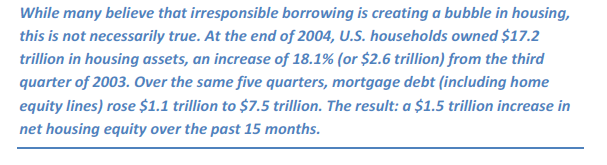 While many believe that irresponsible borrowing is creating a bubble in housing,
this is not necessarily true. At the end of 2004, U.S. households owned $17.2
trillion in housing assets, an increase of 18.1% (or $2.6 trillion) from the third
quarter of 2003. Over the same five quarters, mortgage debt (including home
equity lines) rose $1.1 trillion to $7.5 trillion. The result: a $1.5 trillion increase in
net housing equity over the past 15 months.